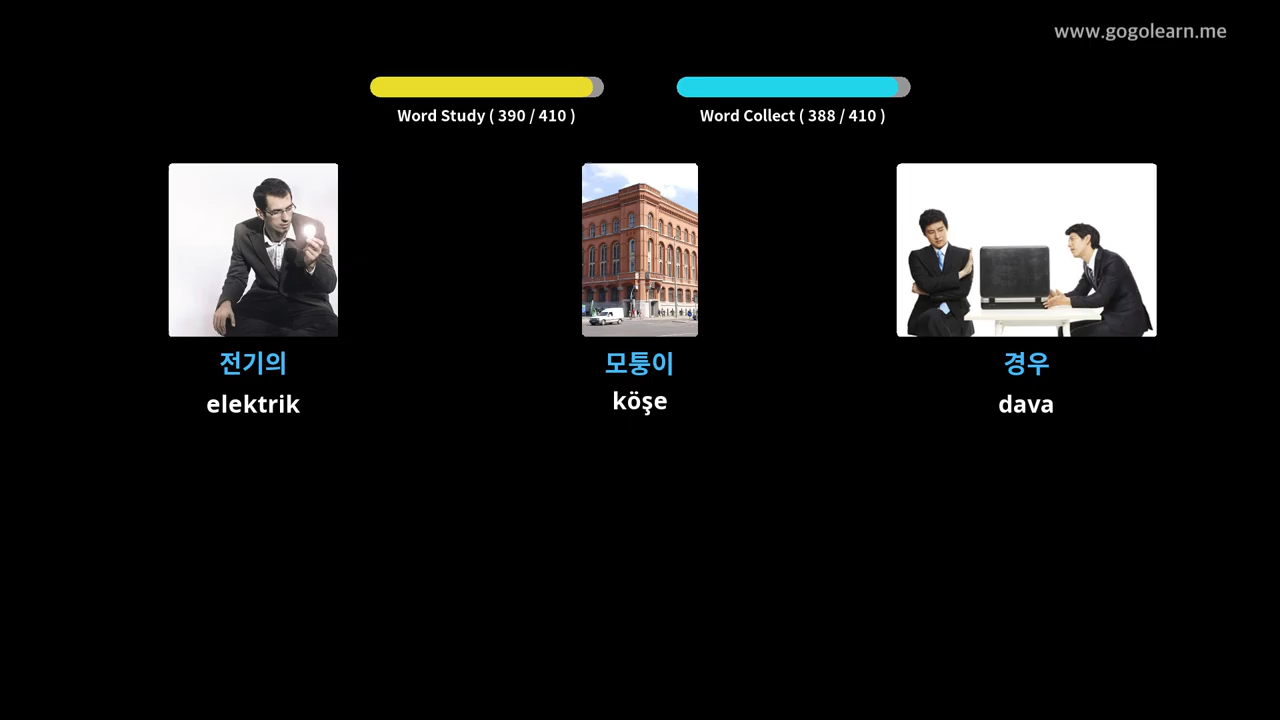 www.gogolearn.me
Word Study ( 390 / 410 )
Word Collect ( 388 / 410 )
전기의
모퉁이
경우
elektrik
köşe
dava